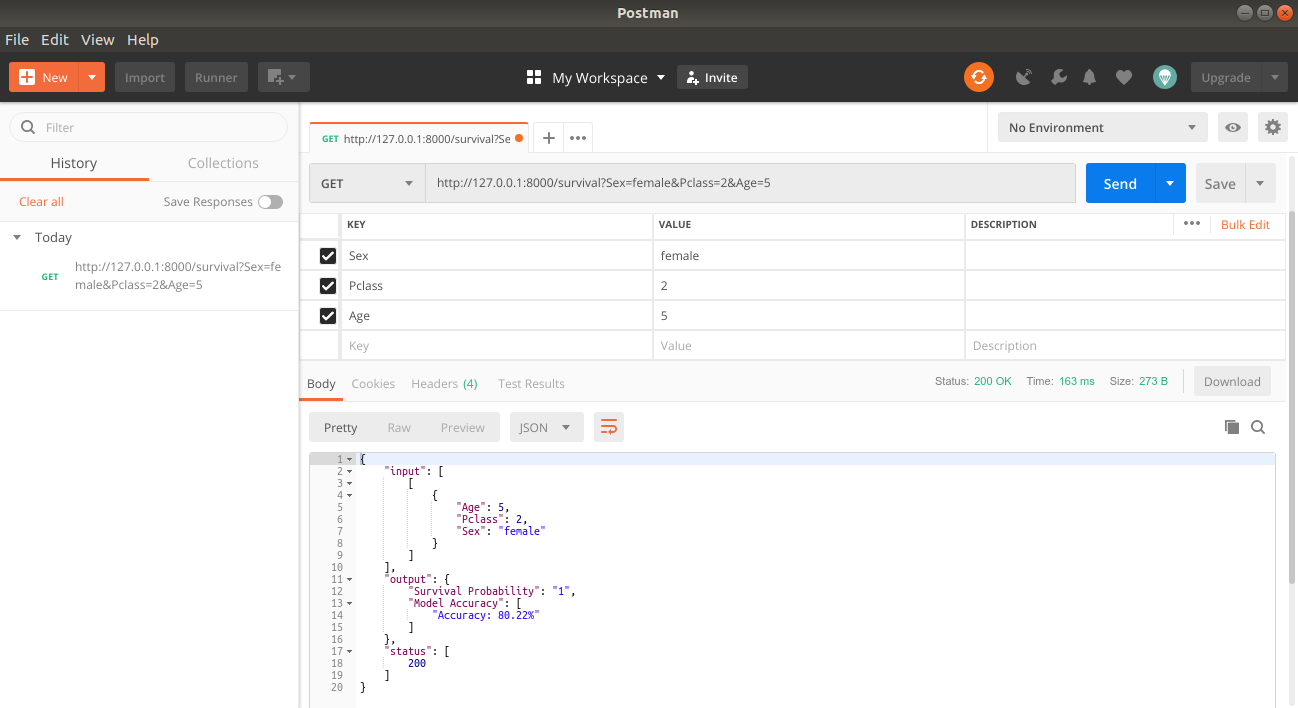 Postman
File Edit View Help
New Import Runner My Workspace Invite Upgrade
Filter
History Collections
Clear all Save Responses
Today
GET http://127.0.0.1:8000/survival?Sex=fe
male&Pclass=2&Age=5
GET http://127.0.0.1:8000/survival?Se
No Environment
GET http://127.0.0.1:8000/survival?Sex=female&Pclass=2&Age=5 Send Save
KEY VALUE DESCRIPTION Bulk Edit
Sex female
Pclass 2
Age 5
Key Value Description
Body Cookies Headers (4) Test Results Status: 200 OK Time: 163 ms Size: 273 B Download
Pretty Raw Preview JSON
1 {
2 "input": [
3 [
4 {
5 "Age": 5,
6 "Pclass": 2,
7 "Sex": "female"
8 }
9 ]
10 ],
11 "output": {
12 "Survival Probability": "1",
13 "Model Accuracy": [
14 "Accuracy: 80.22%"
15 ]
16 },
17 "status": [
18 200
19 ]
20 }